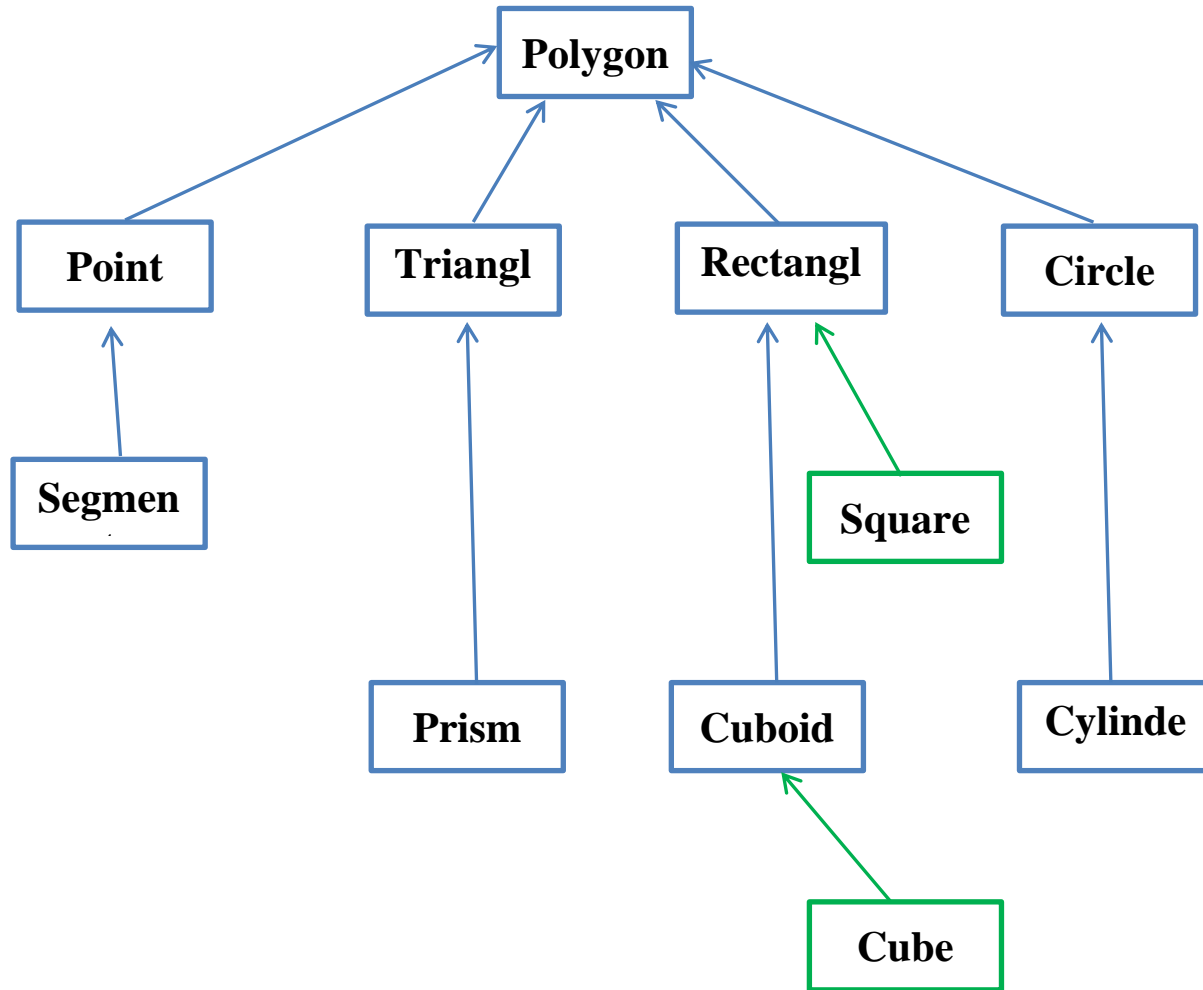 Polygon
Point
Triangl
Rectangl
Circle
Segmen
Square
Prism
Cuboid
Cylinde
Cube